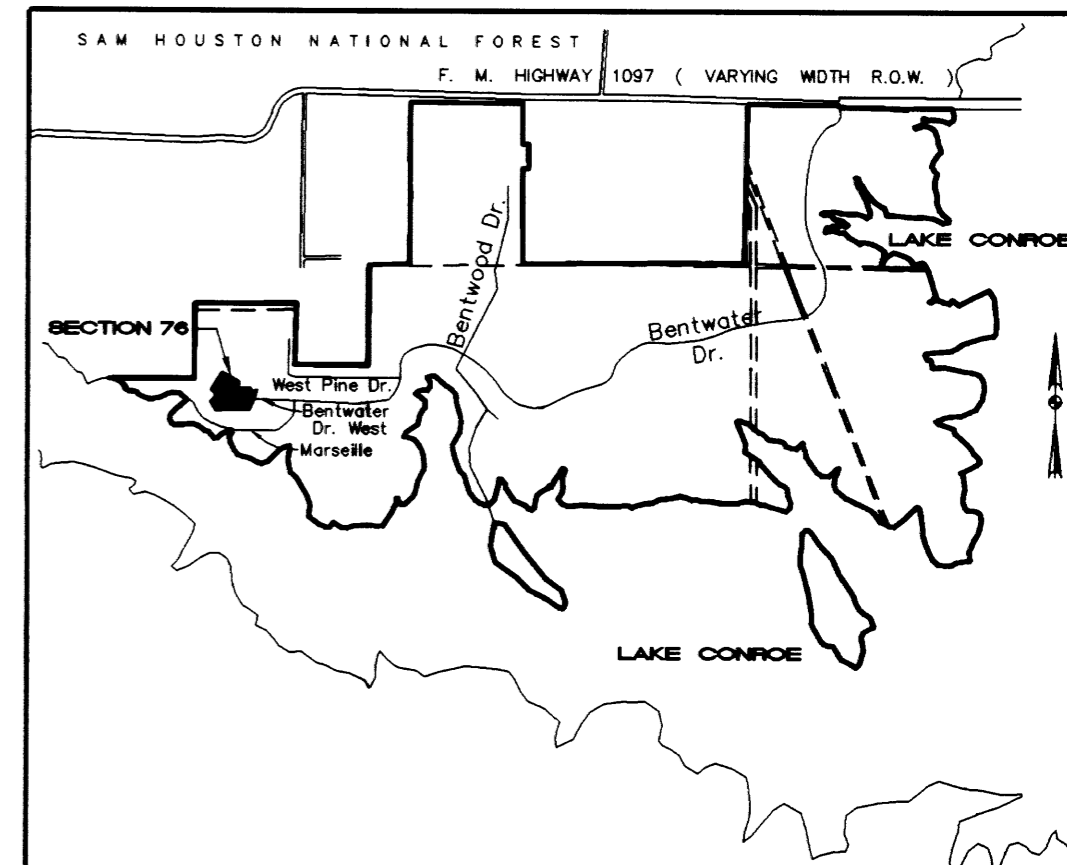 SAM HOUSTON NATIONAL FOREST
F. M. HIGHWAY 1097 ( VARYING WIDTH R.O.W. )
LAKE CONROE
Bentwood Dr.
SECTION 76
Bentwater
Dr.
West Pine Dr.
Bentwater
Dr. West
Marseille
LAKE CONROE